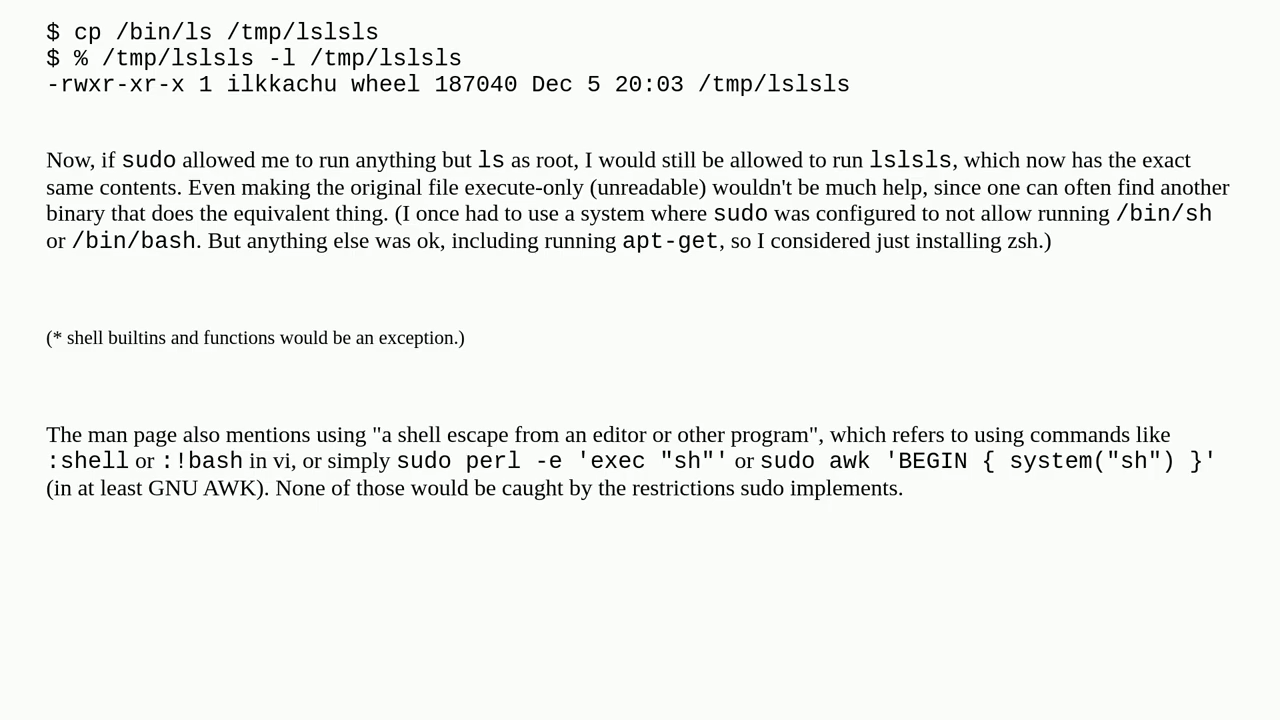 $ cp /bin/ls /tmp/lslsls
$ % /tmp/lslsls -l /tmp/lslsls
-rwxr-xr-x 1 ilkkachu wheel 187040 Dec 5 20:03 /tmp/lslsls
Now, if sudo allowed me to run anything but ls as root, I would still be allowed to run lslsls, which now has the exact
same contents. Even making the original file execute-only (unreadable) wouldn't be much help, since one can often find another
binary that does the equivalent thing. (I once had to use a system where sudo was configured to not allow running /bin/sh
or /bin/bash. But anything else was ok, including running apt-get, so I considered just installing zsh.)
(* shell builtins and functions would be an exception.)
The man page also mentions using "a shell escape from an editor or other program", which refers to using commands like
:shell or :!bash in vi, or simply sudo perl -e 'exec "sh"' or sudo awk 'BEGIN { system("sh") }'
(in at least GNU AWK). None of those would be caught by the restrictions sudo implements.